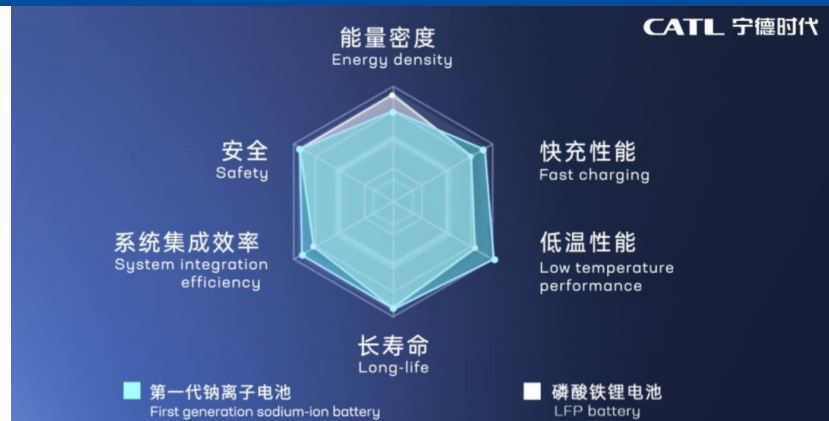 CATL 宁德时代
能量密度
Energy density
安全
Safety
快充性能
Fast charging
系统集成效率
System integration
efficiency
低温性能
Low temperature
performance
长寿命
Long-life
第一代钠离子电池
First generation sodium-ion battery
磷酸铁锂电池
LFP battery